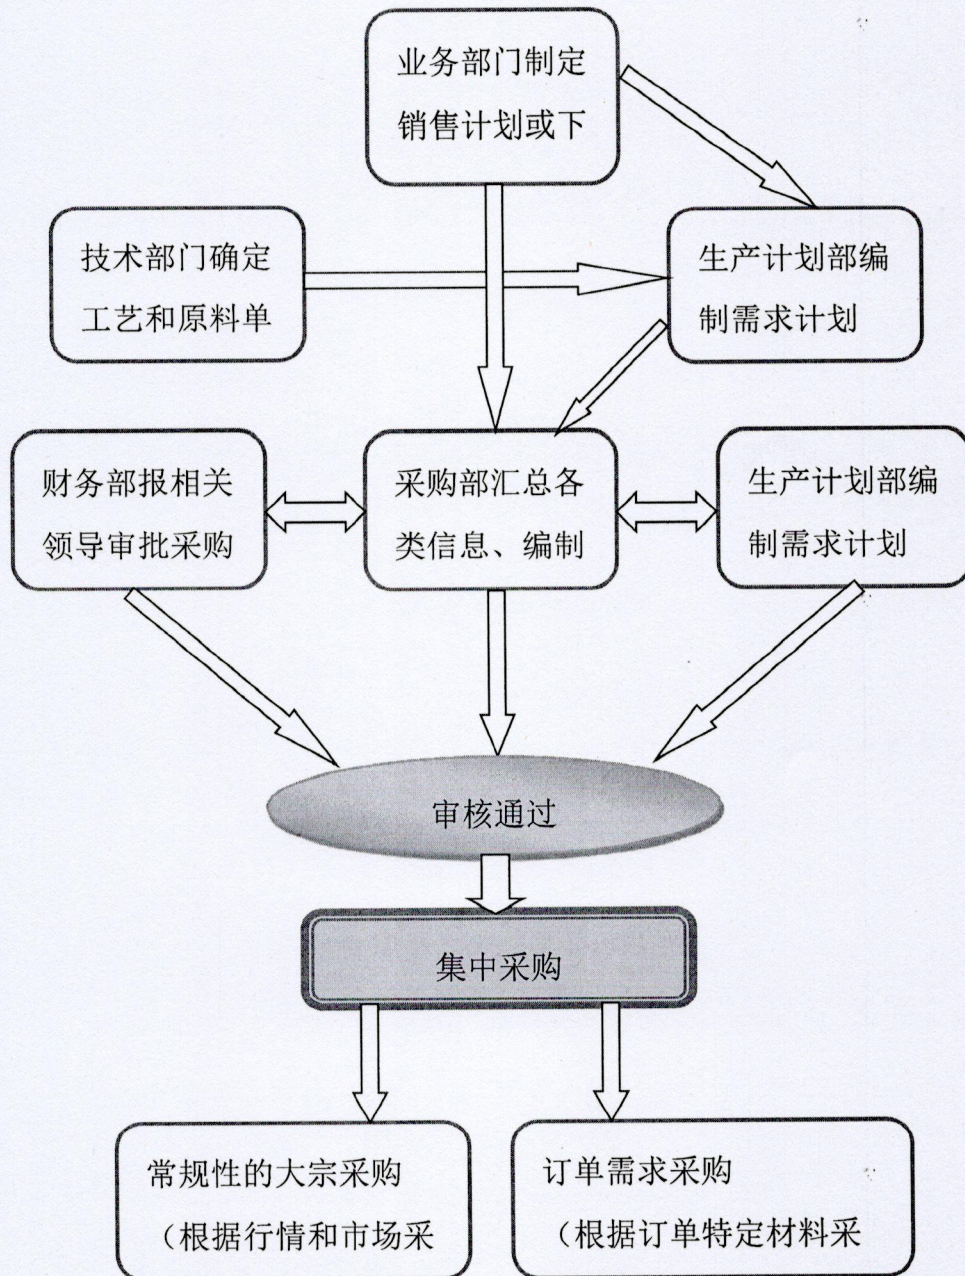 业务部门制定
销售计划或下
技术部门确定
工艺和原料单
生产计划部编
制需求计划
财务部报相关
领导审批采购
采购部汇总各
类信息、编制
生产计划部编
制需求计划
审核通过
集中采购
常规性的大宗采购
（根据行情和市场采
订单需求采购
（根据订单特定材料采